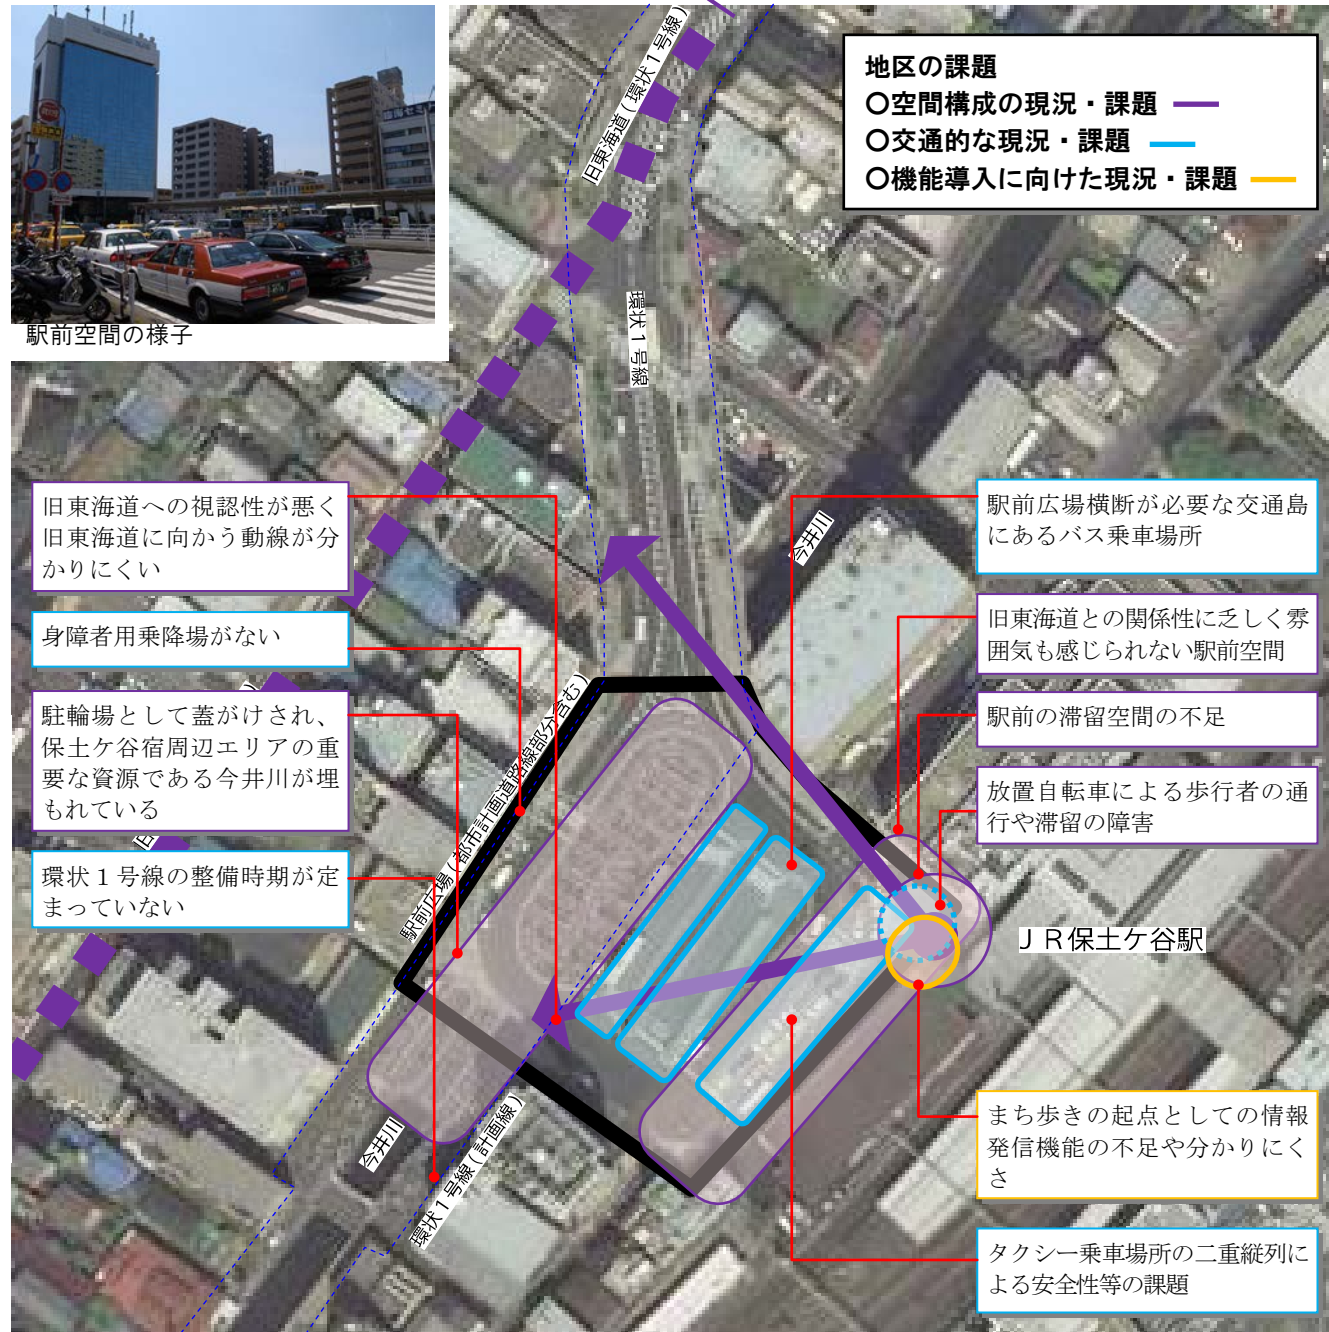 地区の課題
〇空間構成の現況・課題
〇交通的な現況・課題
〇機能導入に向けた現況・課題
駅前空間の様子
旧東海道(環状1号線)
環状1号線
今井川
旧東海道への視認性が悪く
旧東海道に向かう動線が分
かりにくい
身障者用乗降場がない
駐輪場として蓋がけされ、
保土ケ谷宿周辺エリアの重
要な資源である今井川が埋
もれている
環状1号線の整備時期が定
まっていない
駅前広場(都市計画道路線部分含む)
駅前広場横断が必要な交通島
にあるバス乗車場所
旧東海道との関係性に乏しく雰
囲気も感じられない駅前空間
駅前の滞留空間の不足
放置自転車による歩行者の通
行や滞留の障害
JR保土ケ谷駅
まち歩きの起点としての情報
発信機能の不足や分かりにく
さ
タクシー乗車場所の二重縦列に
よる安全性等の課題
今井川
環状1号線(計画線)